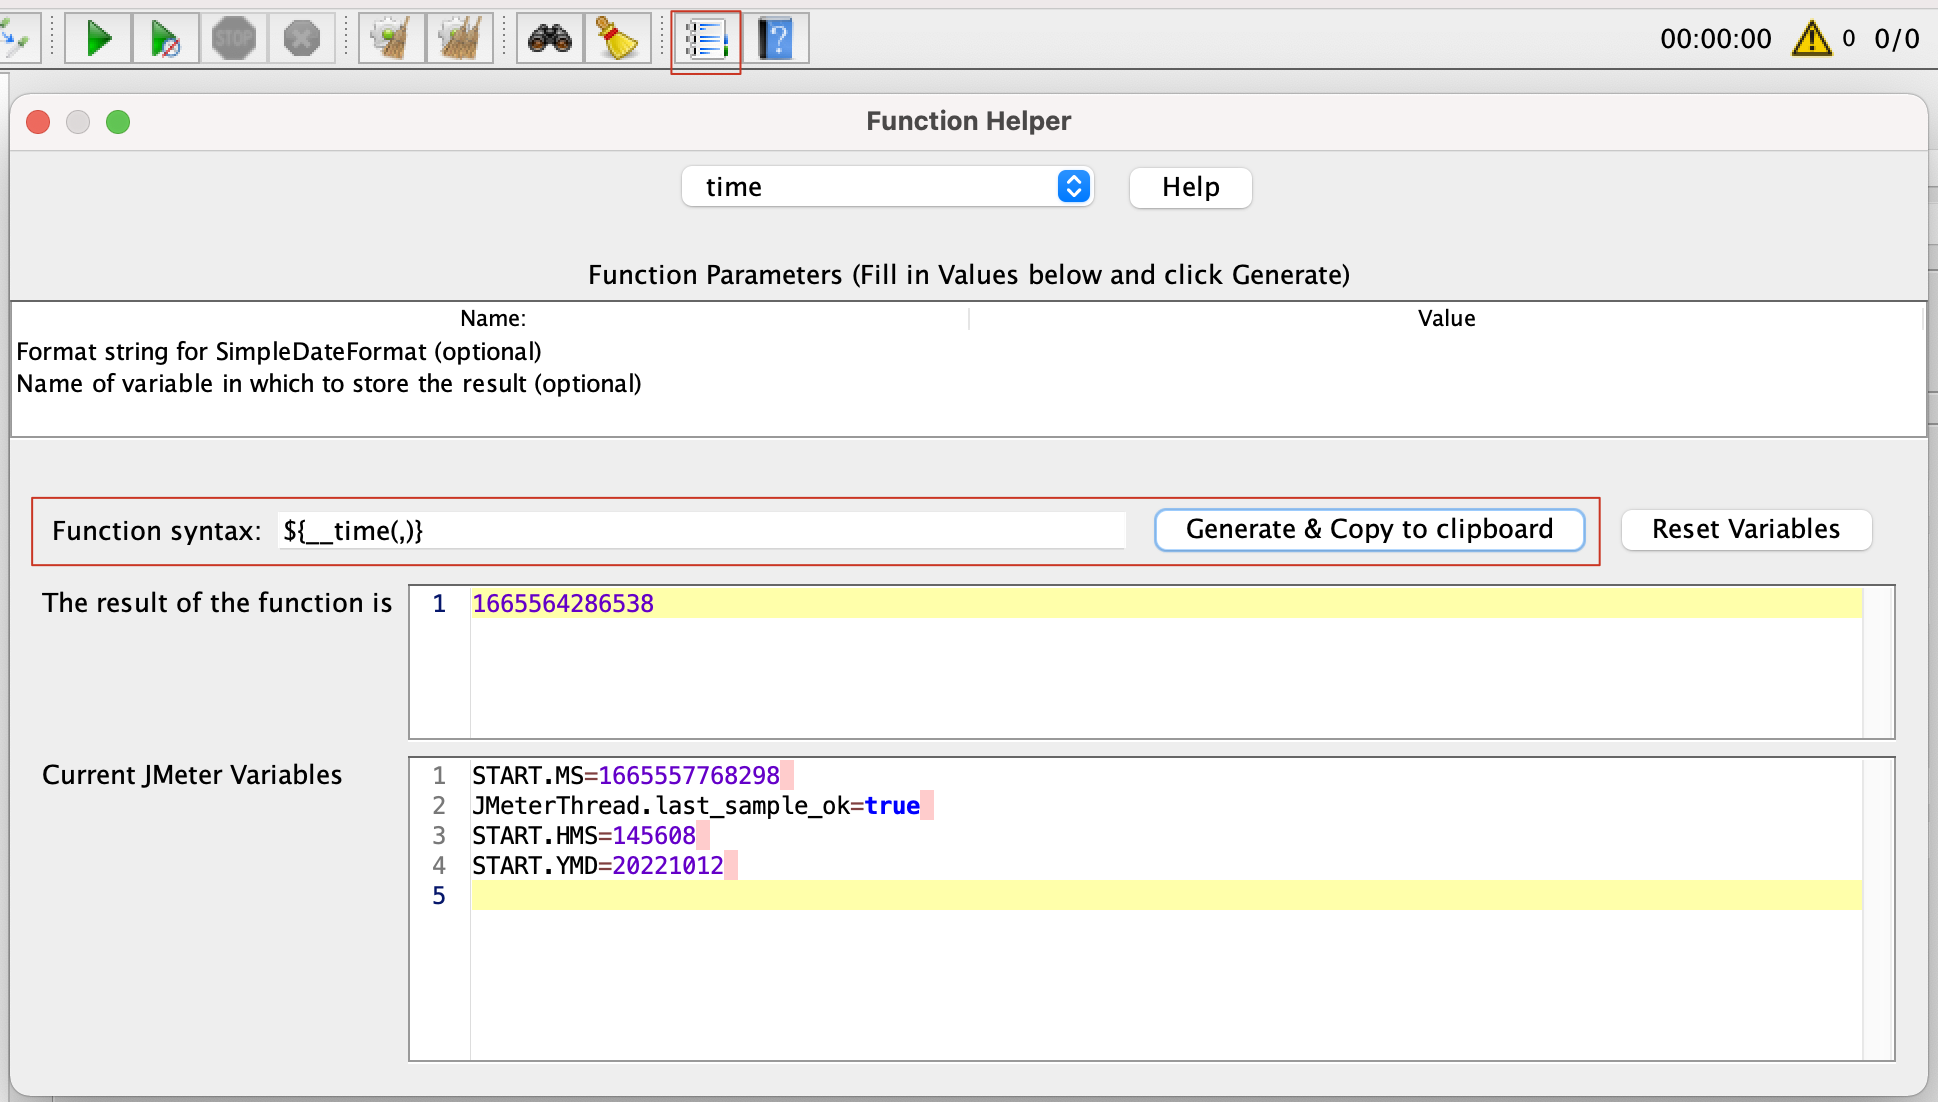 STOP
00:00:00 0 0/0
Function Helper
time Help
Function Parameters (Fill in Values below and click Generate)
Name: Value
Format string for SimpleDateFormat (optional)
Name of variable in which to store the result (optional)
Function syntax: ${__time(,)} Generate & Copy to clipboard Reset Variables
The result of the function is 1 1665564286538
Current JMeter Variables 1 START.MS=1665557768298
2 JMeterThread.last_sample_ok=true
3 START.HMS=145608
4 START.YMD=20221012
5